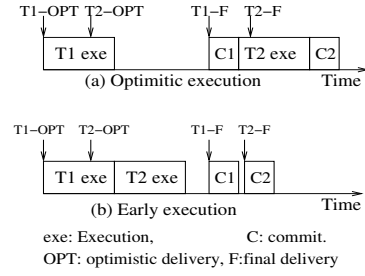 T1−OPT T2−OPT T1−F T2−F
T1 exe C1 T2 exe C2
(a) Optimitic execution Time
T1−OPT T2−OPT T1−F T2−F
T1 exe T2 exe C1 C2
Time
(b) Early execution
exe: Execution, C: commit.
OPT: optimistic delivery, F:final delivery